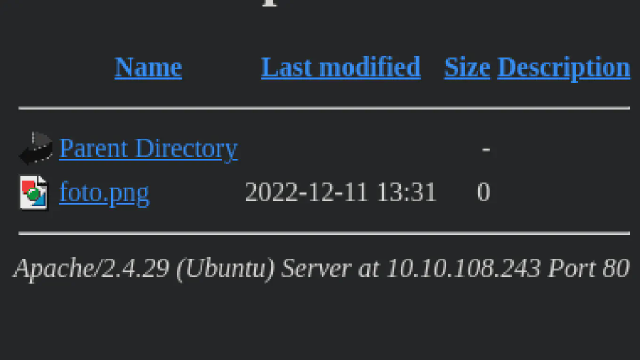 Name Last modified Size Description
Parent Directory -
foto.png 2022-12-11 13:31 0
Apache/2.4.29 (Ubuntu) Server at 10.10.108.243 Port 80